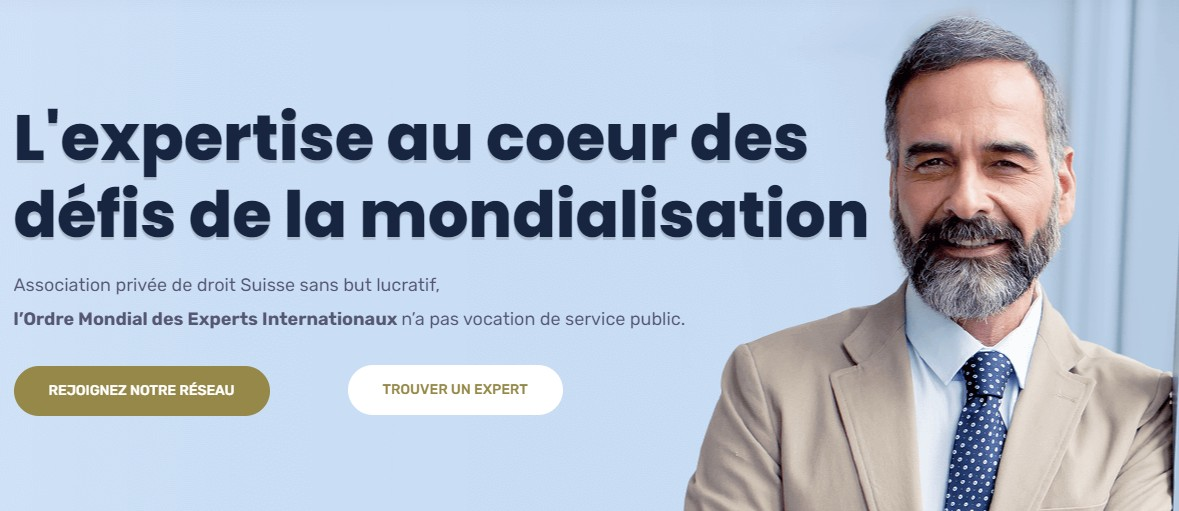 L'expertise au coeur des
défis de la mondialisation
Association privée de droit Suisse sans but lucratif,
l’Ordre Mondial des Experts Internationaux n’a pas vocation de service public.
REJOIGNEZ NOTRE RÉSEAU
TROUVER UN EXPERT